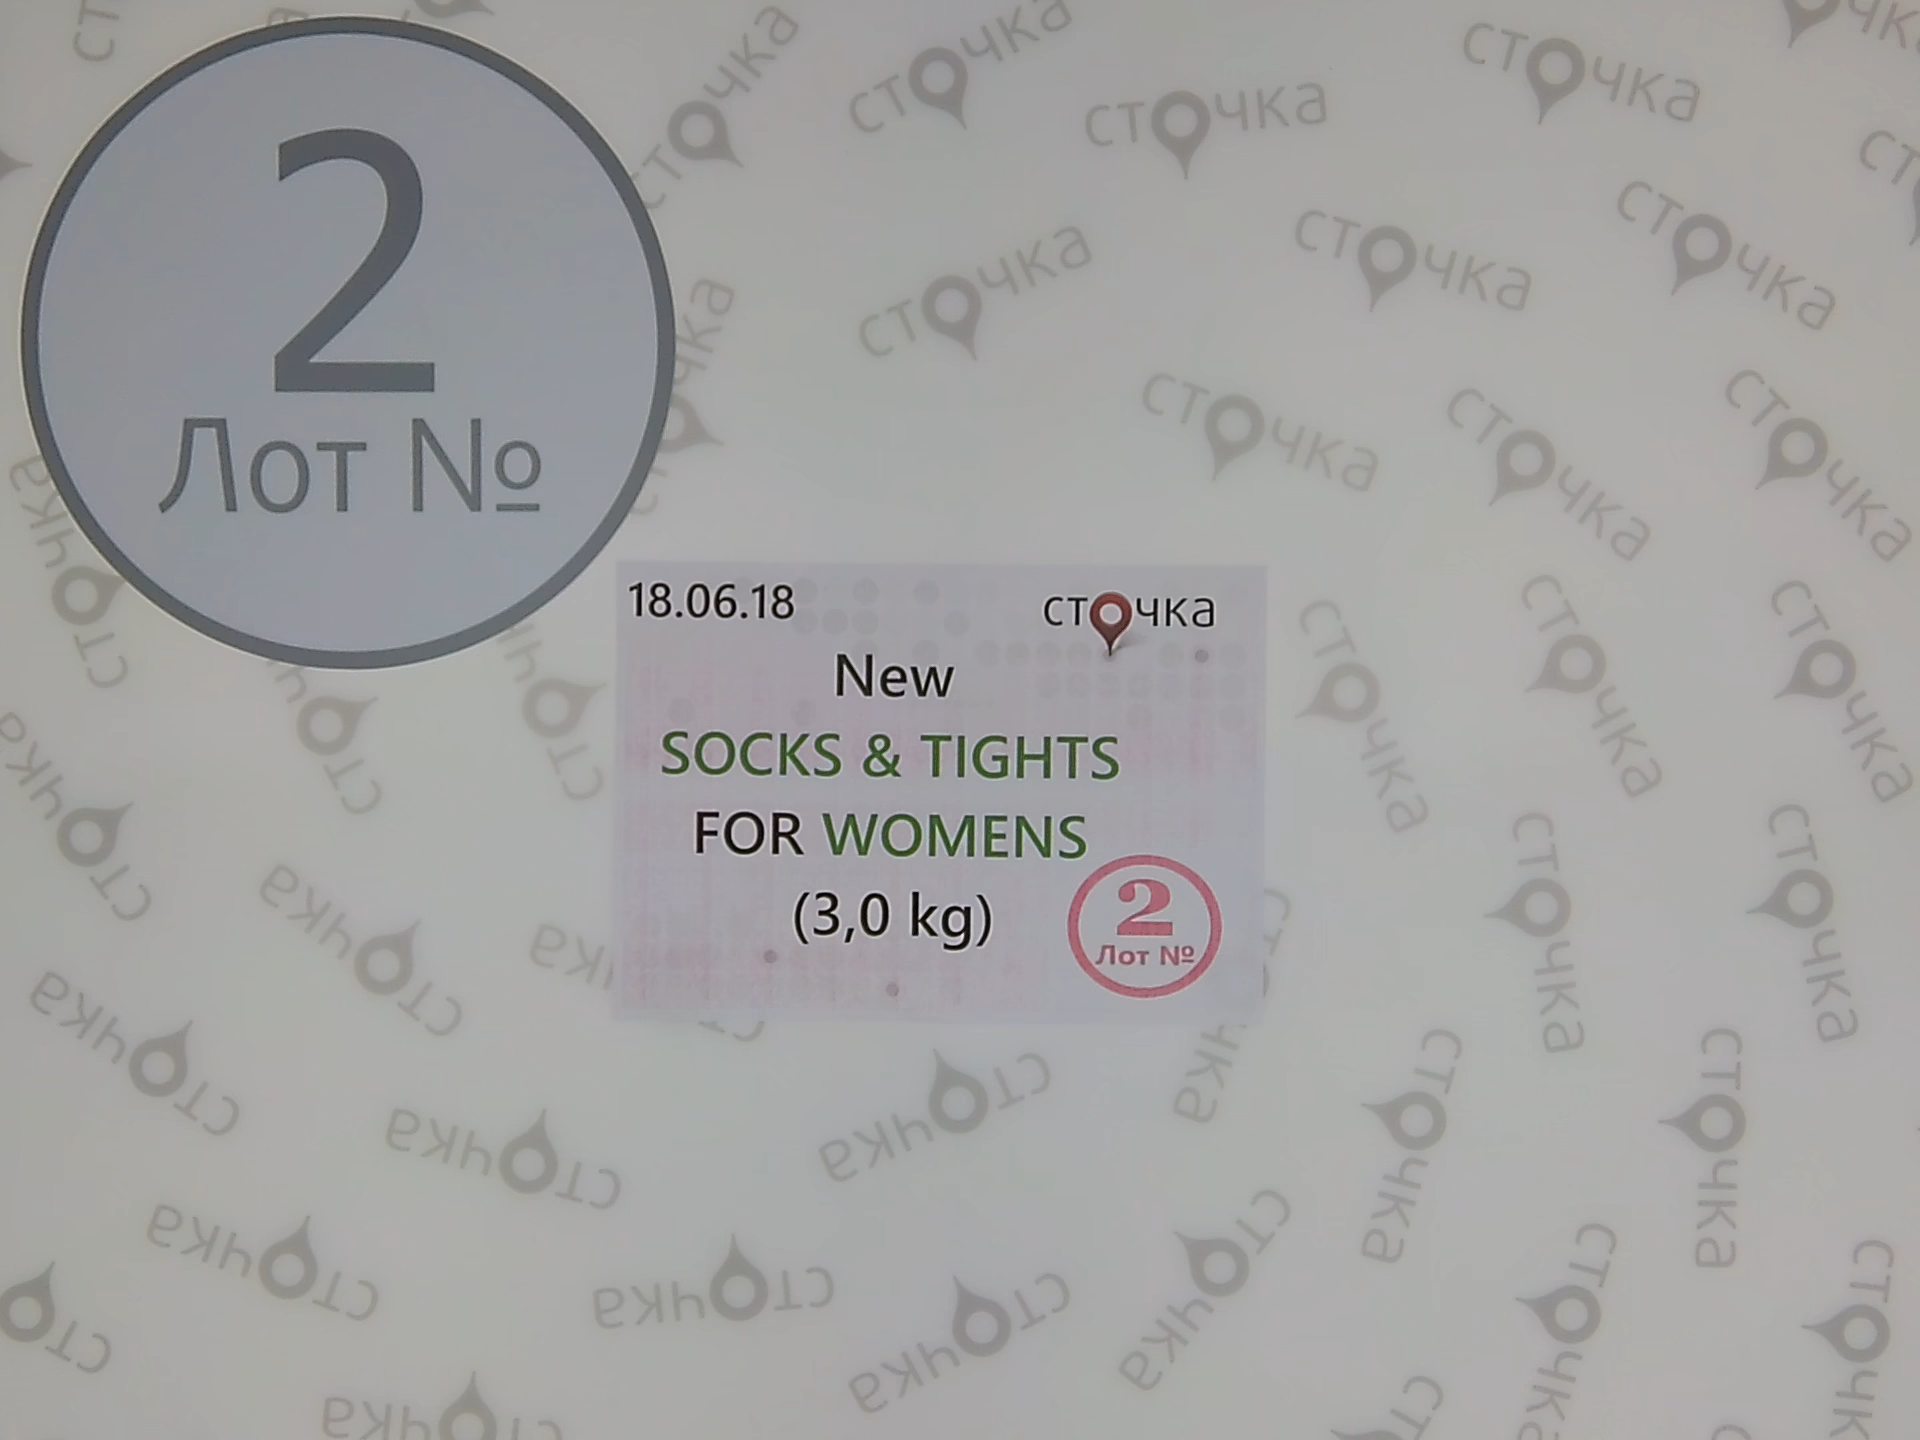 2
Лот №
18.06.18
сточка
New
SOCKS & TIGHTS
FOR WOMENS
(3,0 kg)
2
Лот №